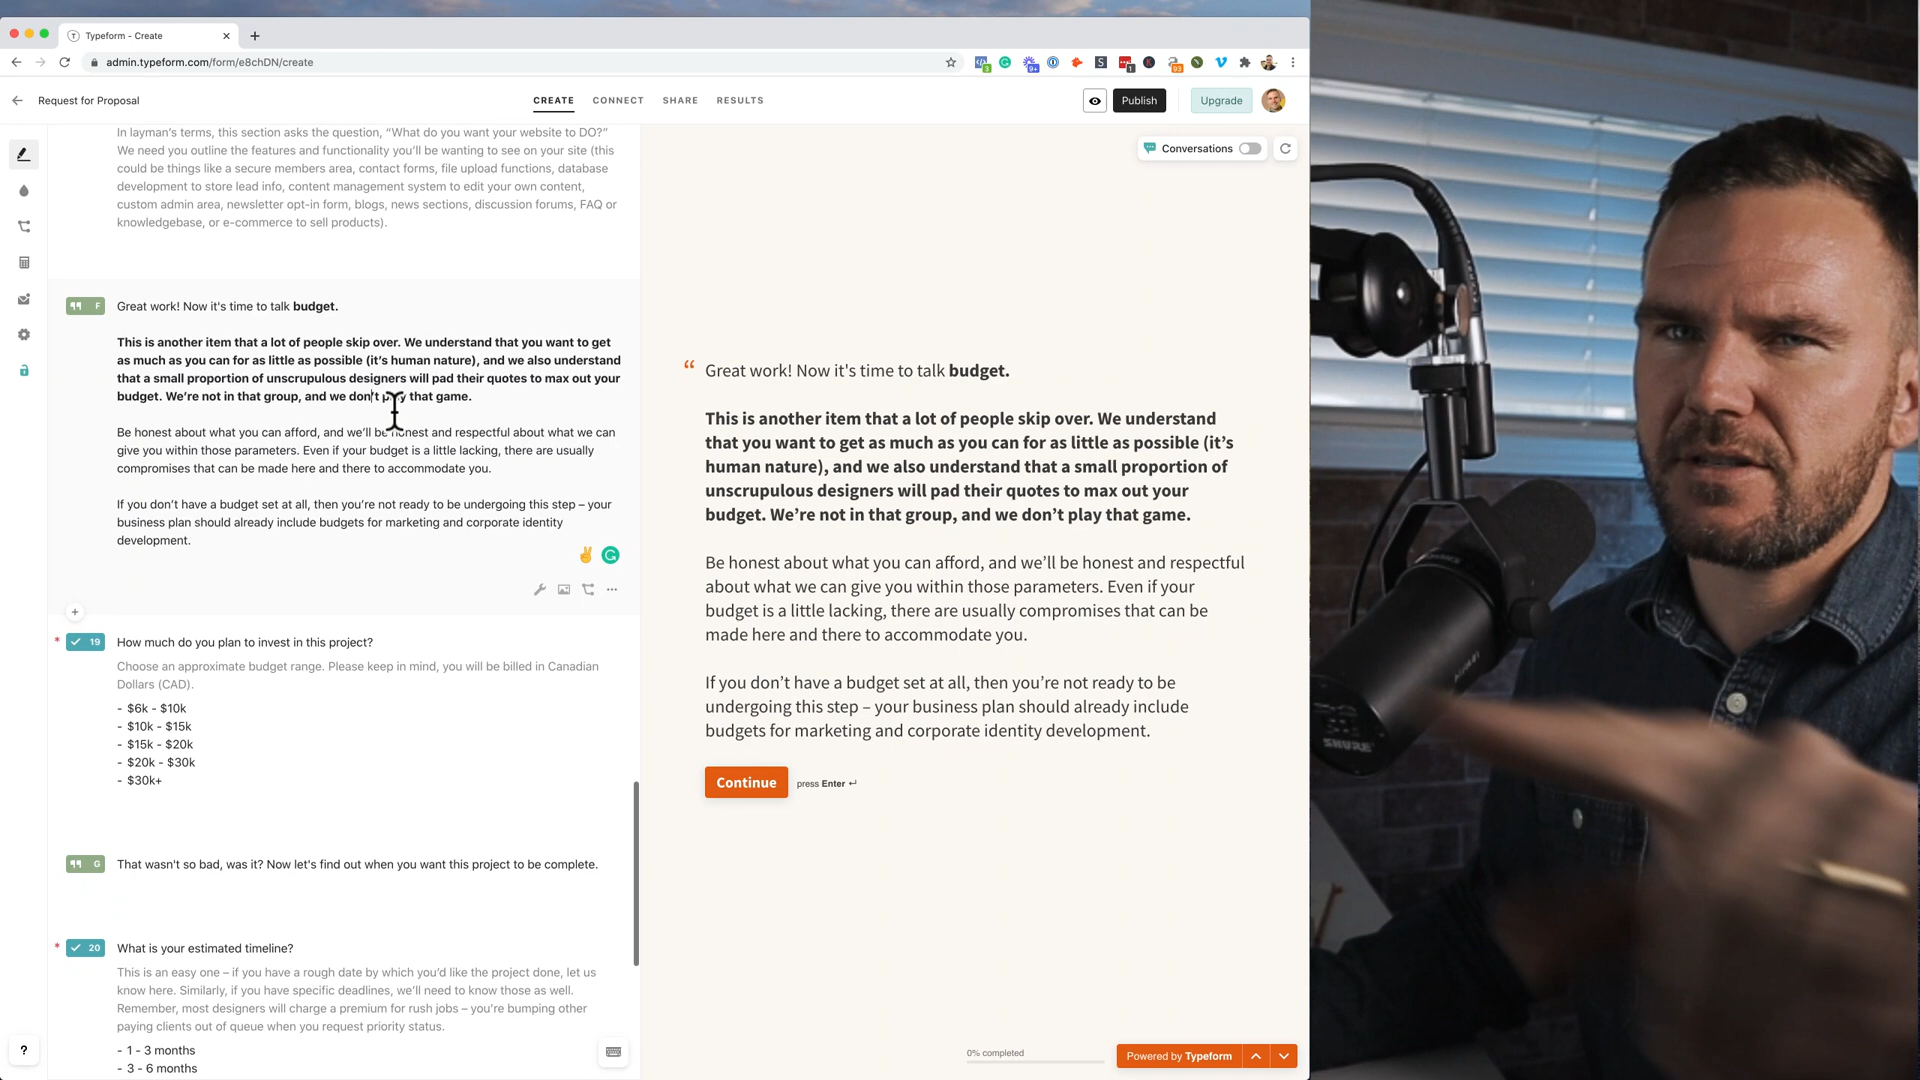 Typeform - Create
admin.typeform.com/form/e8chDN/create
Request for Proposal
CREATE
CONNECT
SHARE
RESULTS
Publish
Upgrade
In layman's terms, this section asks the question, “What do you want your website to DO?”
We need you outline the features and functionality you’ll be wanting to see on your site (this
could be things like a secure members area, contact forms, file upload functions, database
development to store lead info, content management system to edit your own content,
custom admin area, newsletter opt-in form, blogs, news sections, discussion forums, FAQ or
knowledgebase, or e-commerce to sell products).
F
Great work! Now it's time to talk budget.
This is another item that a lot of people skip over. We understand that you want to get
as much as you can for as little as possible (it’s human nature), and we also understand
that a small proportion of unscrupulous designers will pad their quotes to max out your
budget. We’re not in that group, and we don’t play that game.
Be honest about what you can afford, and we’ll be honest and respectful about what we can
give you within those parameters. Even if your budget is a little lacking, there are usually
compromises that can be made here and there to accommodate you.
If you don’t have a budget set at all, then you’re not ready to be undergoing this step – your
business plan should already include budgets for marketing and corporate identity
development.
* 19
How much do you plan to invest in this project?
Choose an approximate budget range. Please keep in mind, you will be billed in Canadian
Dollars (CAD).
- $6k - $10k
- $10k - $15k
- $15k - $20k
- $20k - $30k
- $30k+
G
That wasn't so bad, was it? Now let's find out when you want this project to be complete.
* 20
What is your estimated timeline?
This is an easy one – if you have a rough date by which you’d like the project done, let us
know here. Similarly, if you have specific deadlines, we’ll need to know those as well.
Remember, most designers will charge a premium for rush jobs – you’re bumping other
paying clients out of queue when you request priority status.
- 1 - 3 months
- 3 - 6 months
?
Conversations
“ Great work! Now it's time to talk budget.
This is another item that a lot of people skip over. We understand
that you want to get as much as you can for as little as possible (it’s
human nature), and we also understand that a small proportion of
unscrupulous designers will pad their quotes to max out your
budget. We’re not in that group, and we don’t play that game.
Be honest about what you can afford, and we’ll be honest and respectful
about what we can give you within those parameters. Even if your
budget is a little lacking, there are usually compromises that can be
made here and there to accommodate you.
If you don’t have a budget set at all, then you’re not ready to be
undergoing this step – your business plan should already include
budgets for marketing and corporate identity development.
Continue
press Enter ↵
0% completed
Powered by Typeform
SHURE